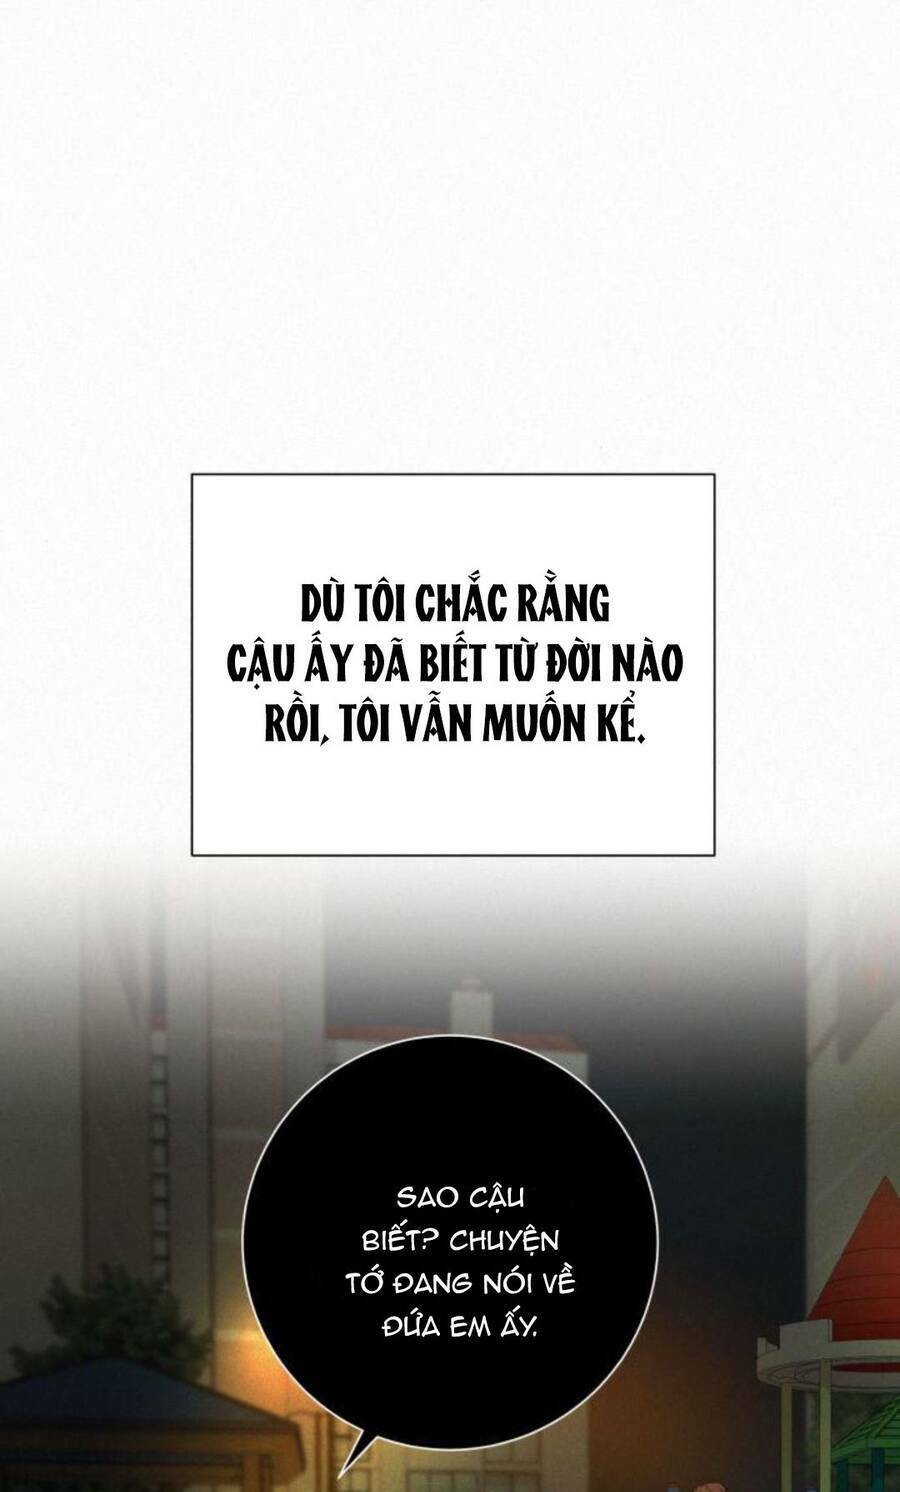 DÙ TÔI CHẮC RẰNG
CẬU ẤY ĐÃ BIẾT TỪ ĐỜI NÀO
RỒI, TÔI VẪN MUỐN KỂ.
SAO CẬU
BIẾT? CHUYỆN
TỚ ĐANG NÓI VỀ
ĐỨA EM ẤY.